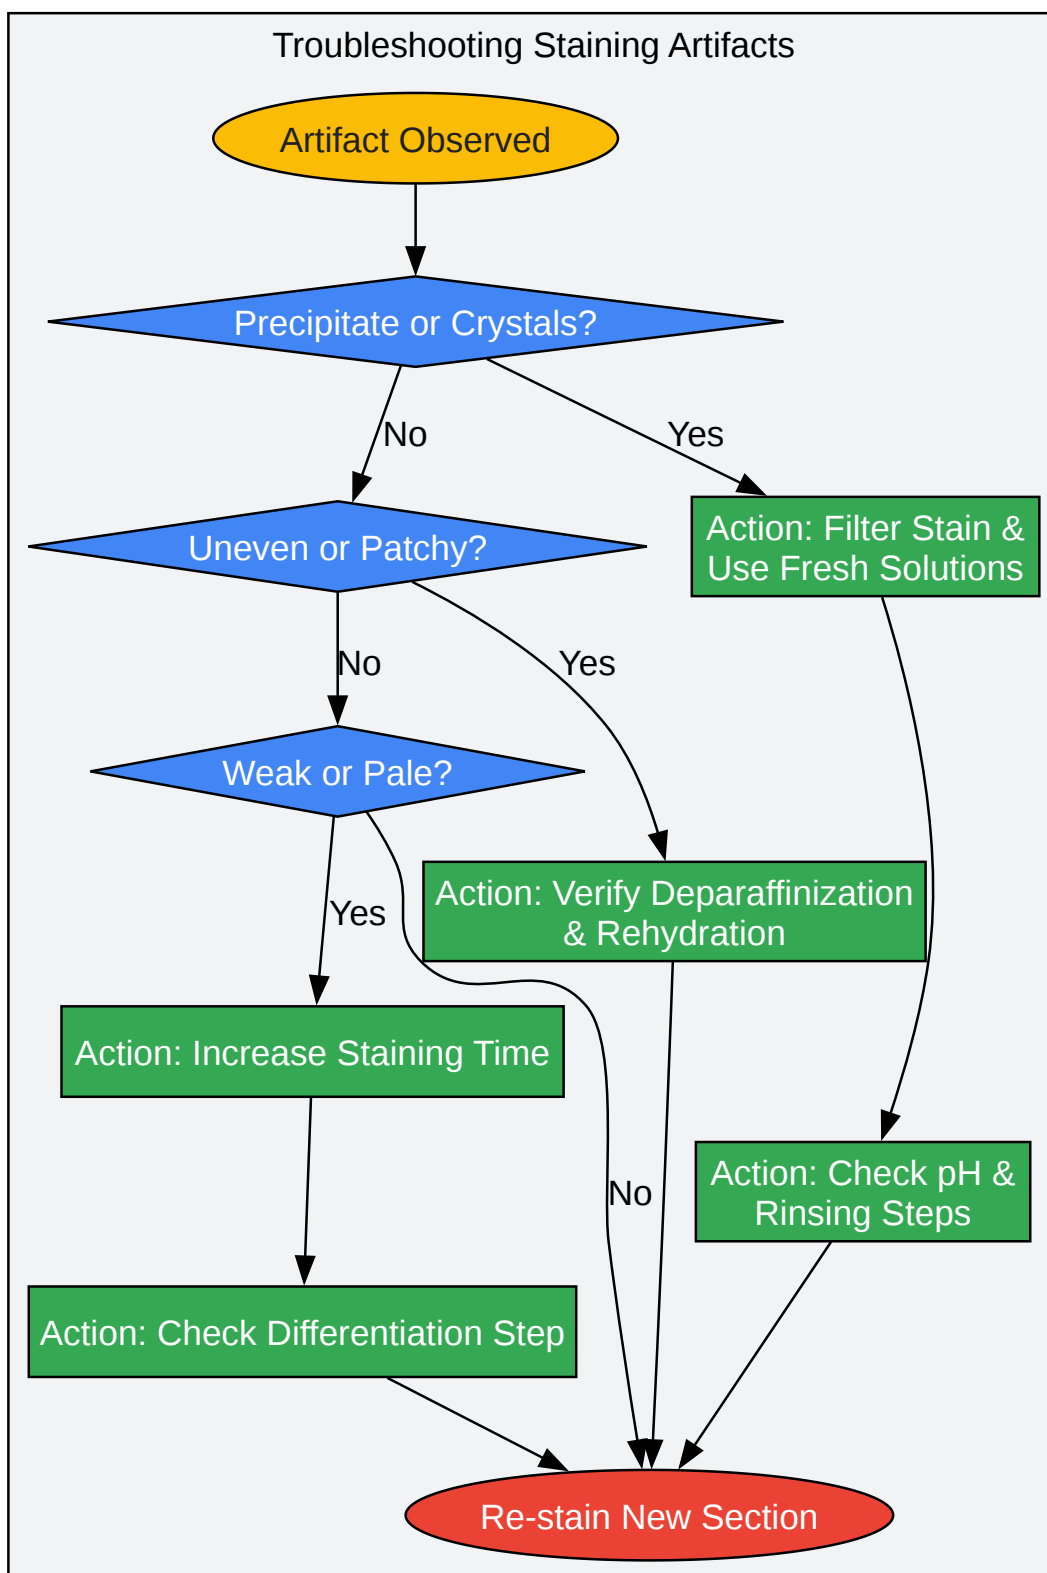 Troubleshooting Staining Artifacts
Artifact Observed
Precipitate or Crystals?
No
Yes
Action: Filter Stain &
Use Fresh Solutions
Uneven or Patchy?
No
Yes
Weak or Pale?
Yes
Action: Verify Deparaffinization
& Rehydration
Action: Increase Staining Time
No
Action: Check pH &
Rinsing Steps
Action: Check Differentiation Step
Re-stain New Section